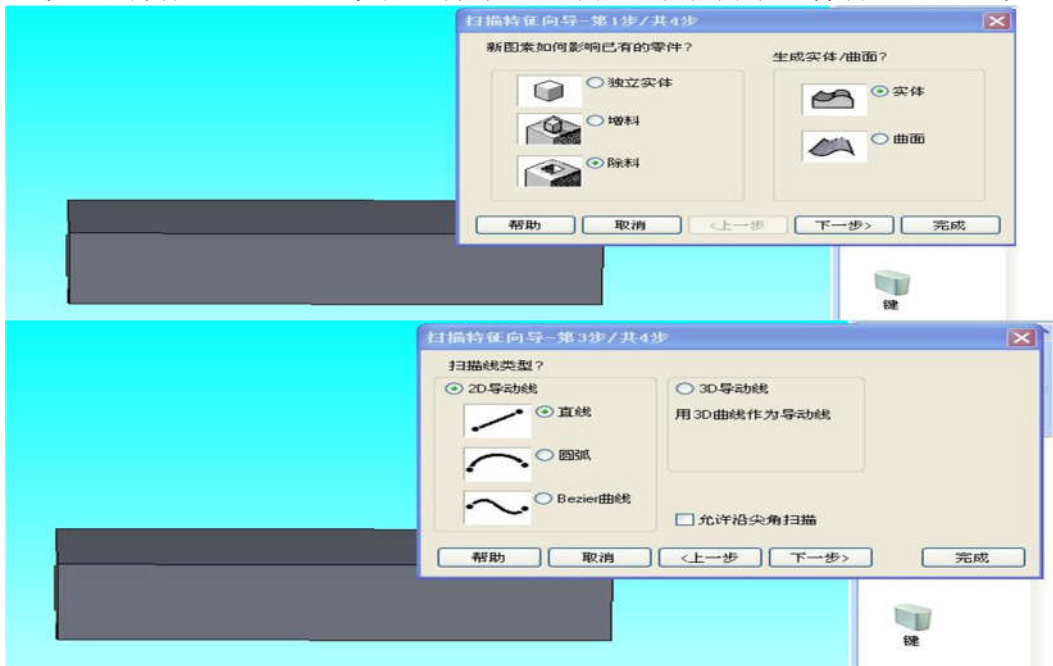 扫描特征向导-第1步/共4步
新图素如何影响已有的零件?
生成实体/曲面?
独立实体
增料
除料
实体
曲面
帮助 取消 <上一步 下一步> 完成
键
扫描特征向导-第3步/共4步
扫描线类型?
2D导动线
直线
圆弧
Bezier曲线
3D导动线
用3D曲线作为导动线
允许沿尖角扫描
帮助 取消 <上一步 下一步> 完成
键